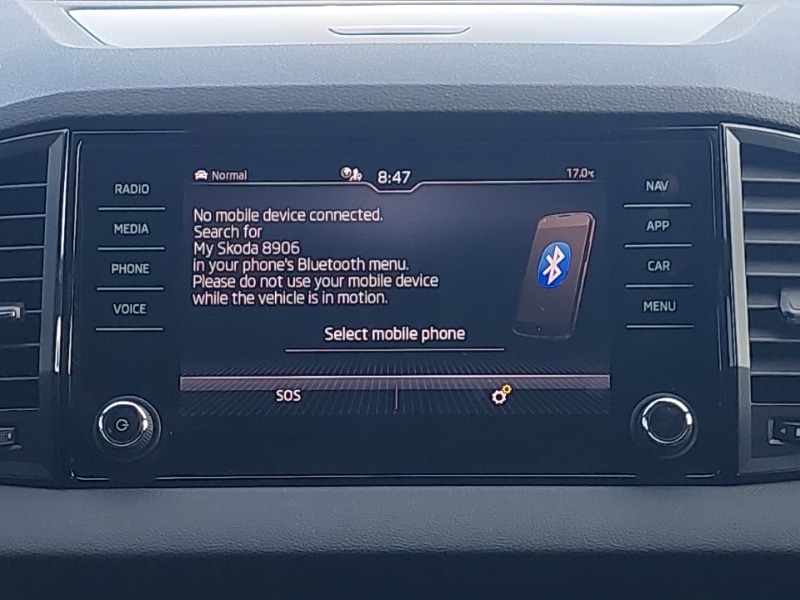 Normal 8:47 17.0°C
RADIO
MEDIA
PHONE
VOICE
No mobile device connected.
Search for
My Skoda 8906
in your phone's Bluetooth menu.
Please do not use your mobile device
while the vehicle is in motion.
Select mobile phone
SOS
NAV
APP
CAR
MENU